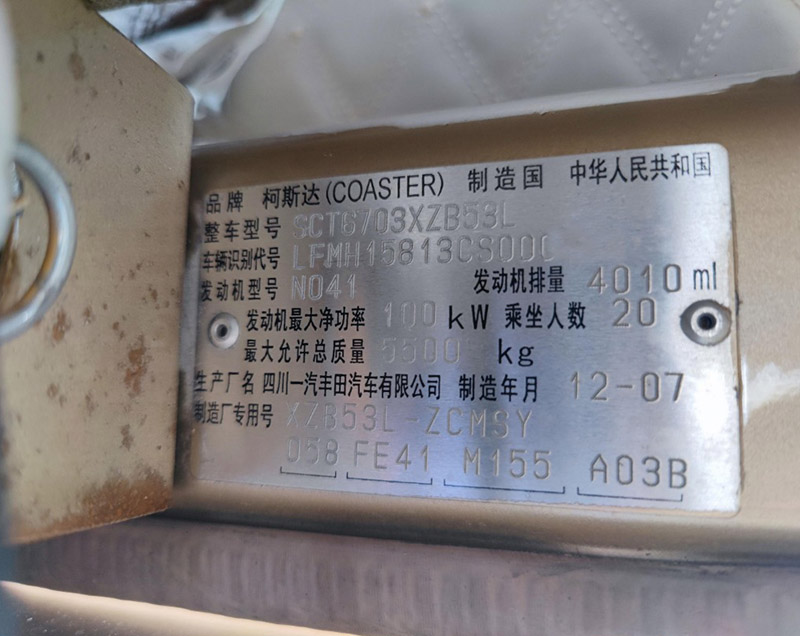 品牌 柯斯达(COASTER) 制造国 中华人民共和国
整车型号 SCT6703XZB53L
车辆识别代号 LFMH15813CS000
发动机型号 N041 发动机排量 4010 ml
发动机最大净功率 100 kW 乘坐人数 20
最大允许总质量 5500 kg
生产厂名 四川一汽丰田汽车有限公司 制造年月 12-07
制造厂专用号 XZB53L-ZCMSY
058 FE41 M155 A03B